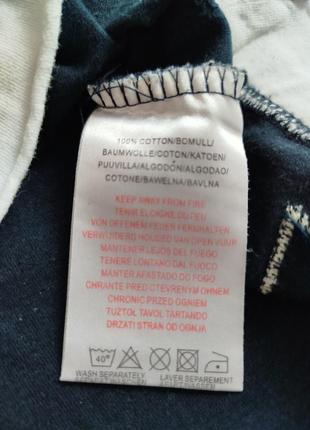 100% COTTON/BOMULL/
BAUMWOLLE/COTON/KATOEN/
PUUVILLA/ALGODÓN/ALGODAO/
COTONE/BAWELNA/BAVLNA
KEEP AWAY FROM FIRE
TENIR ELOIGNE DU FEU
VON OFFENEM FEUER FERNHALTEN
VERWIJDERD HOUDEN VAN OPEN VUUR
MANTENER LEJOS DEL FUEGO
TENERE LONTANO DAL FUOCO
MANTER AFASTADO DO FOGO
CHRANTE PRED OTEVRENYM OHNEM
CHRONIC PRZED OGNIEM
TUZTOL TAVOL TARTANDO
DRZATI STRAN OD OGNJA
40°
WASH SEPARATELY
LAVER SEPAREMENT